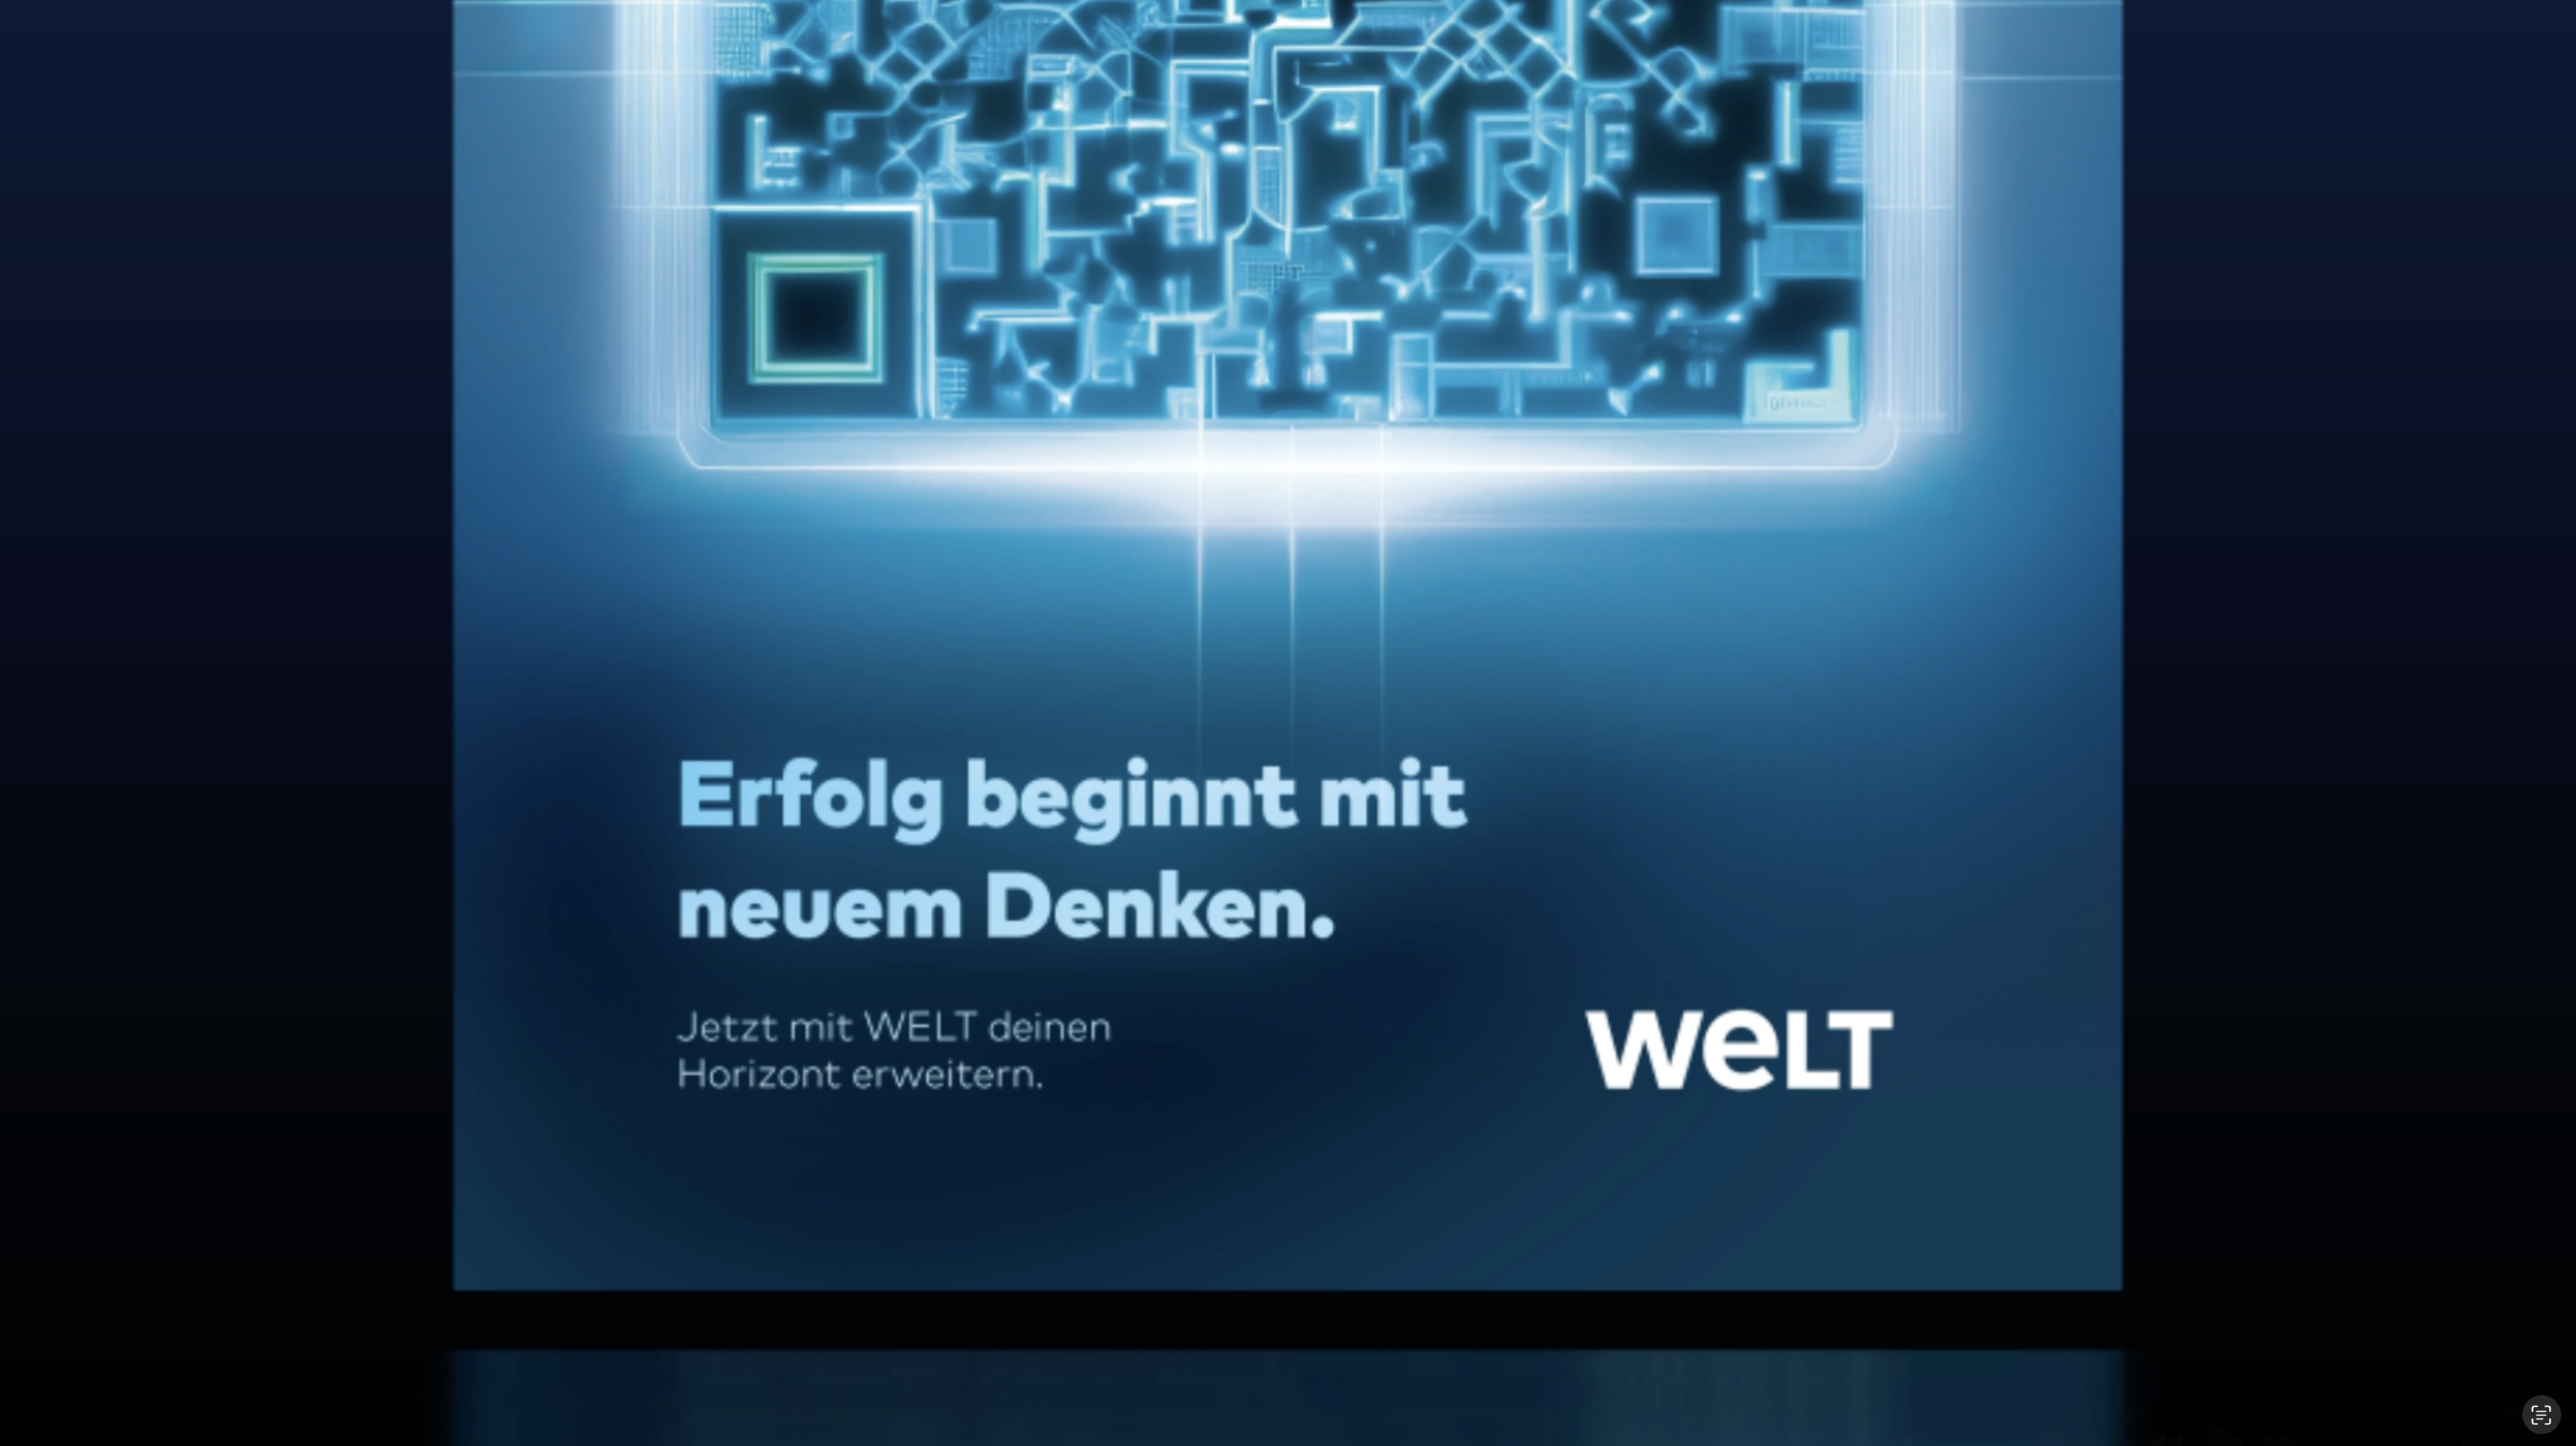 Erfolg beginnt mit
neuem Denken.
Jetzt mit WELT deinen
Horizont erweitern.
WELT